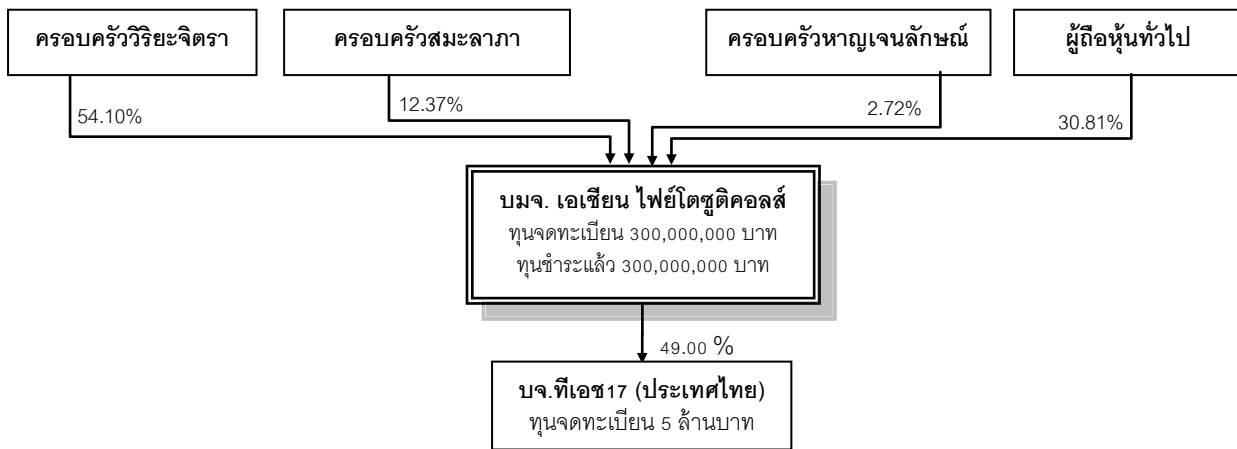 ครอบครัววิริยะจิตรา
ครอบครัวสมะลาภา
ครอบครัวหาญเจนลักษณ์
ผู้ถือหุ้นทั่วไป
54.10%
12.37%
2.72%
30.81%
บมจ. เอเชียน ไฟย์โตซูติคอลส์
ทุนจดทะเบียน 300,000,000 บาท
ทุนชำระแล้ว 300,000,000 บาท
49.00 %
บจ.ทีเอช17 (ประเทศไทย)
ทุนจดทะเบียน 5 ล้านบาท